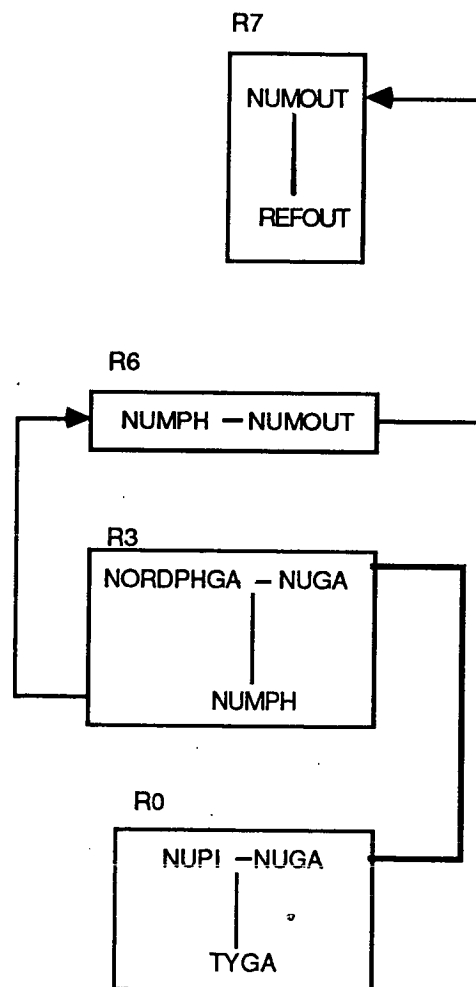 R7
NUMOUT
REFOUT
R6
NUMPH – NUMOUT
R3
NORDPHGA – NUGA
NUMPH
R0
NUPI – NUGA
TYGA